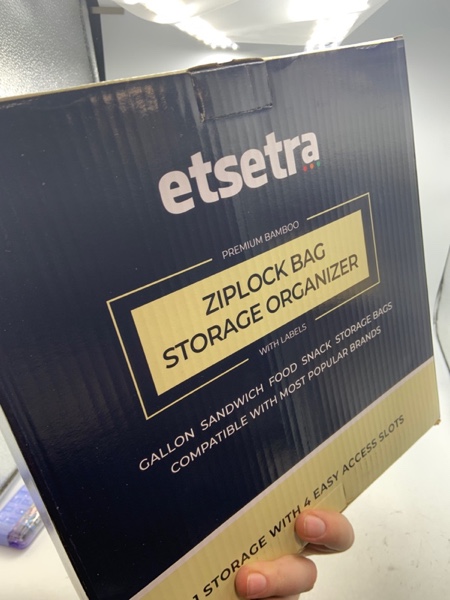 etsetra
PREMIUM BAMBOO
ZIPLOCK BAG
STORAGE ORGANIZER
WITH LABELS
GALLON SANDWICH FOOD SNACK STORAGE BAGS
COMPATIBLE WITH MOST POPULAR BRANDS
1 STORAGE WITH 4 EASY ACCESS SLOTS